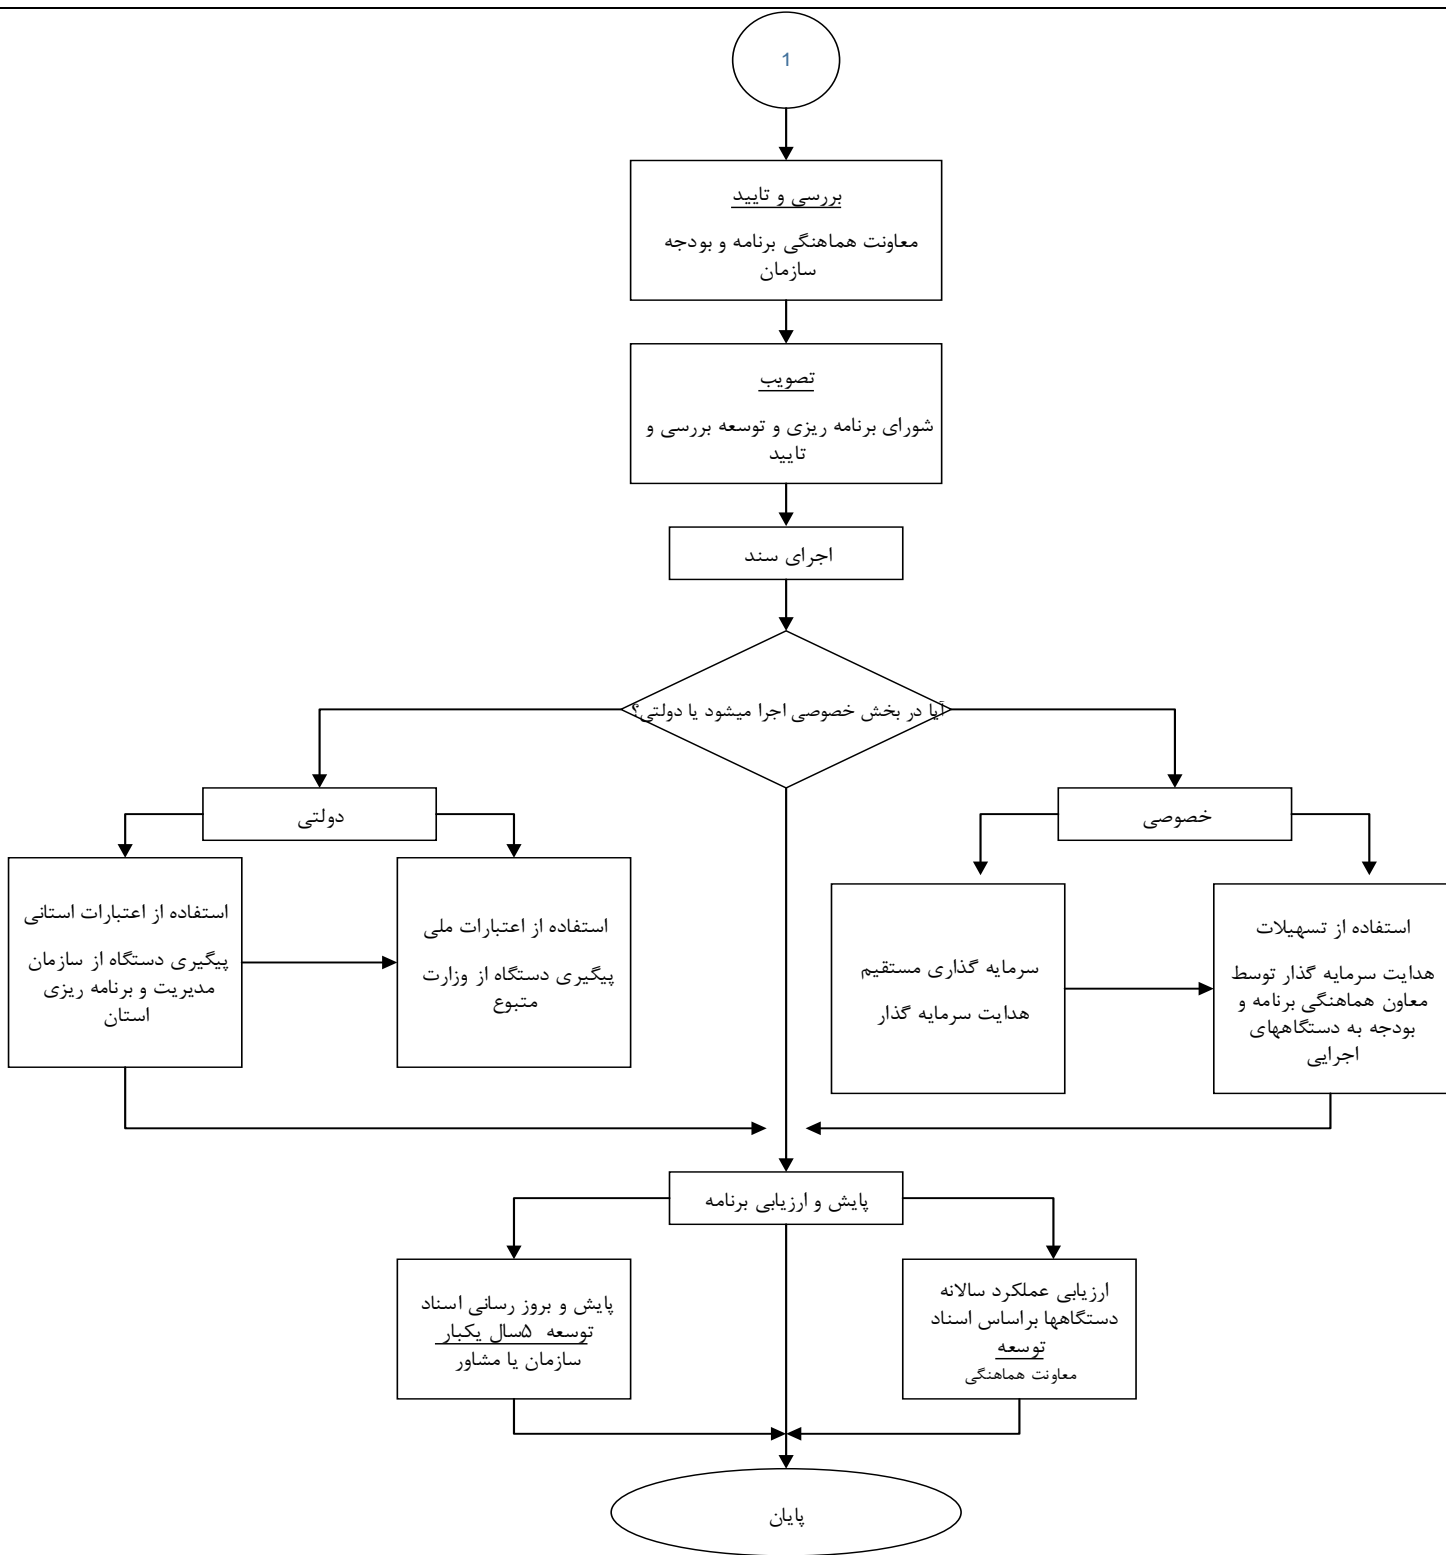 1
بررسی و تایید
معاونت هماهنگی برنامه و بودجه
سازمان
تصویب
شورای برنامه ریزی و توسعه بررسی و
تایید
اجرای سند
آیا در بخش خصوصی اجرا میشود یا دولتی؟
خصوصی
دولتی
استفاده از تسهیلات
هدایت سرمایه گذار توسط
معاون هماهنگی برنامه و
بودجه به دستگاههای
اجرایی
سرمایه گذاری مستقیم
هدایت سرمایه گذار
استفاده از اعتبارات ملی
پیگیری دستگاه از وزارت
متبوع
استفاده از اعتبارات استانی
پیگیری دستگاه از سازمان
مدیریت و برنامه ریزی
استان
پایش و ارزیابی برنامه
ارزیابی عملکرد سالانه
دستگاهها براساس اسناد
توسعه
معاونت هماهنگی
پایش و بروز رسانی اسناد
توسعه ۵سال یکبار
سازمان یا مشاور
پایان